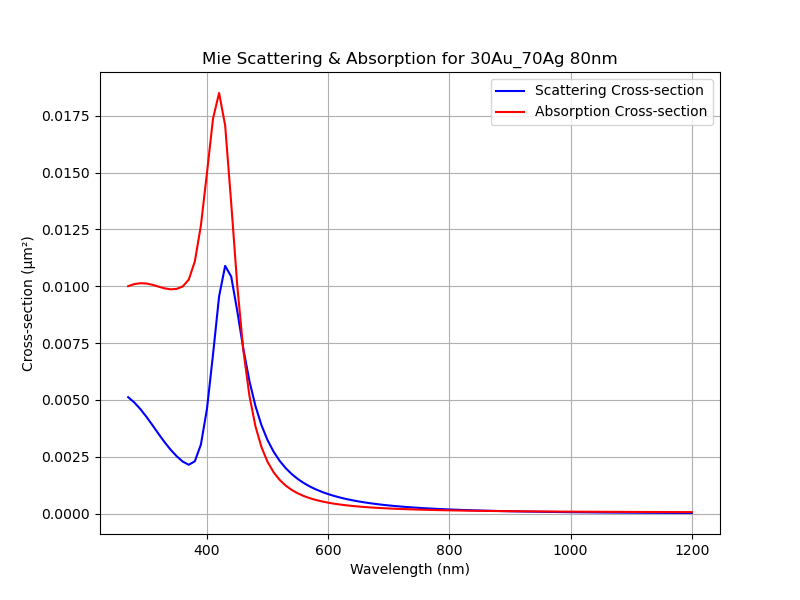 Mie Scattering & Absorption for 30Au_70Ag 80nm
Scattering Cross-section
Absorption Cross-section
Cross-section (μm²)
0.0175
0.0150
0.0125
0.0100
0.0075
0.0050
0.0025
0.0000
400 600 800 1000 1200
Wavelength (nm)